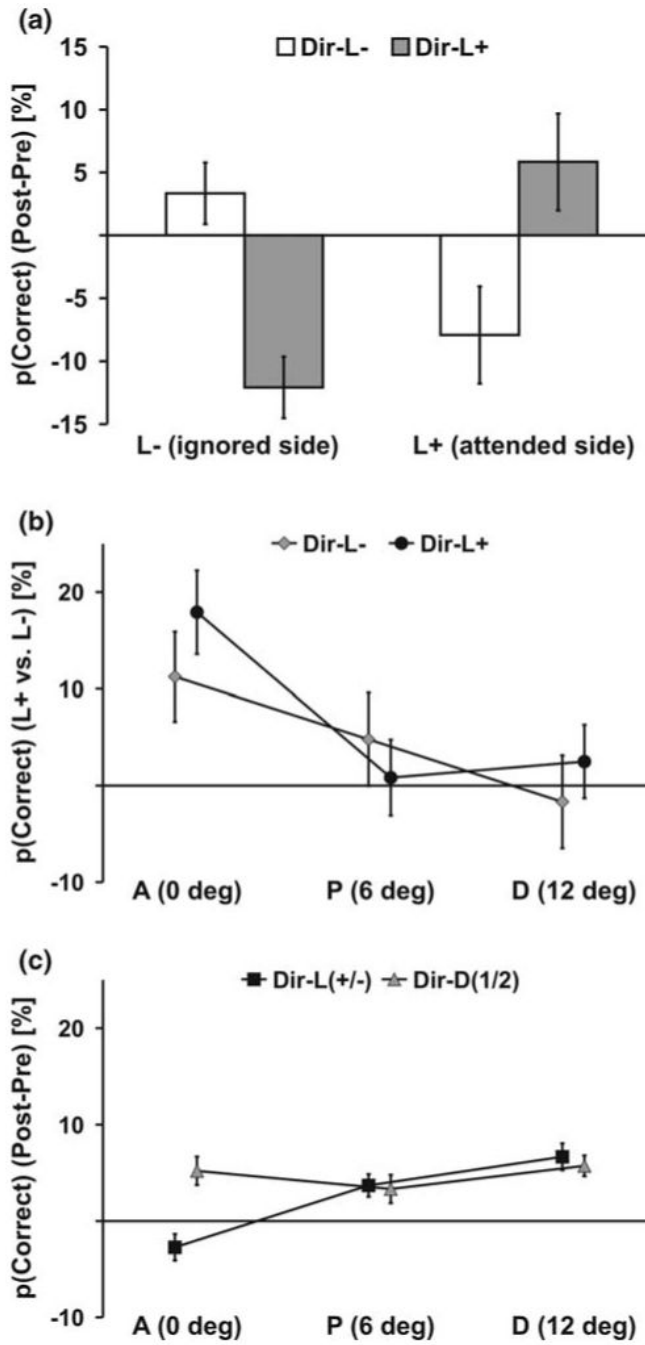 (a)
p(Correct) (Post-Pre) [%]
Dir-L- Dir-L+
15
10
5
-5
-10
-15
L- (ignored side) L+ (attended side)
(b)
p(Correct) (L+ vs. L-) [%]
Dir-L- Dir-L+
20
10
-10
A (0 deg) P (6 deg) D (12 deg)
(c)
p(Correct) (Post-Pre) [%]
Dir-L(+/-) Dir-D(1/2)
20
10
-10
A (0 deg) P (6 deg) D (12 deg)